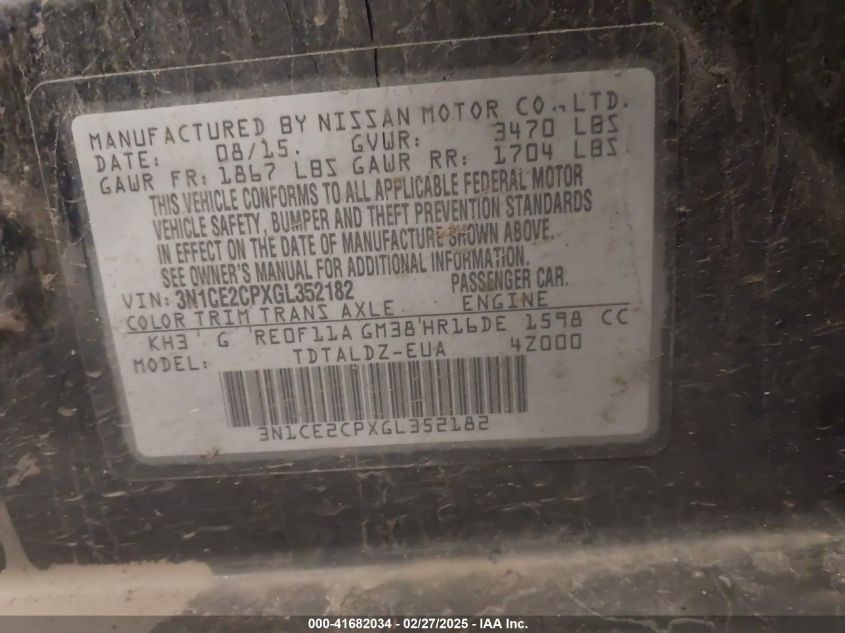 MANUFACTURED BY NISSAN MOTOR CO., LTD.
DATE: 08/15. GVWR: 3470 LBS
GAWR FR: 1867 LBS GAWR RR: 1704 LBS
THIS VEHICLE CONFORMS TO ALL APPLICABLE FEDERAL MOTOR
VEHICLE SAFETY, BUMPER AND THEFT PREVENTION STANDARDS
IN EFFECT ON THE DATE OF MANUFACTURE SHOWN ABOVE.
SEE OWNER'S MANUAL FOR ADDITIONAL INFORMATION.
VIN: 3N1CE2CPXGL352182 PASSENGER CAR.
COLOR TRIM TRANS AXLE ENGINE
KH3 G RE0F11A GM38 HR16DE 1598 CC
MODEL: TDTALDZ-EUA 4Z000
3N1CE2CPXGL352182
000-41682034 / 02/27/2025 - IAA Inc.